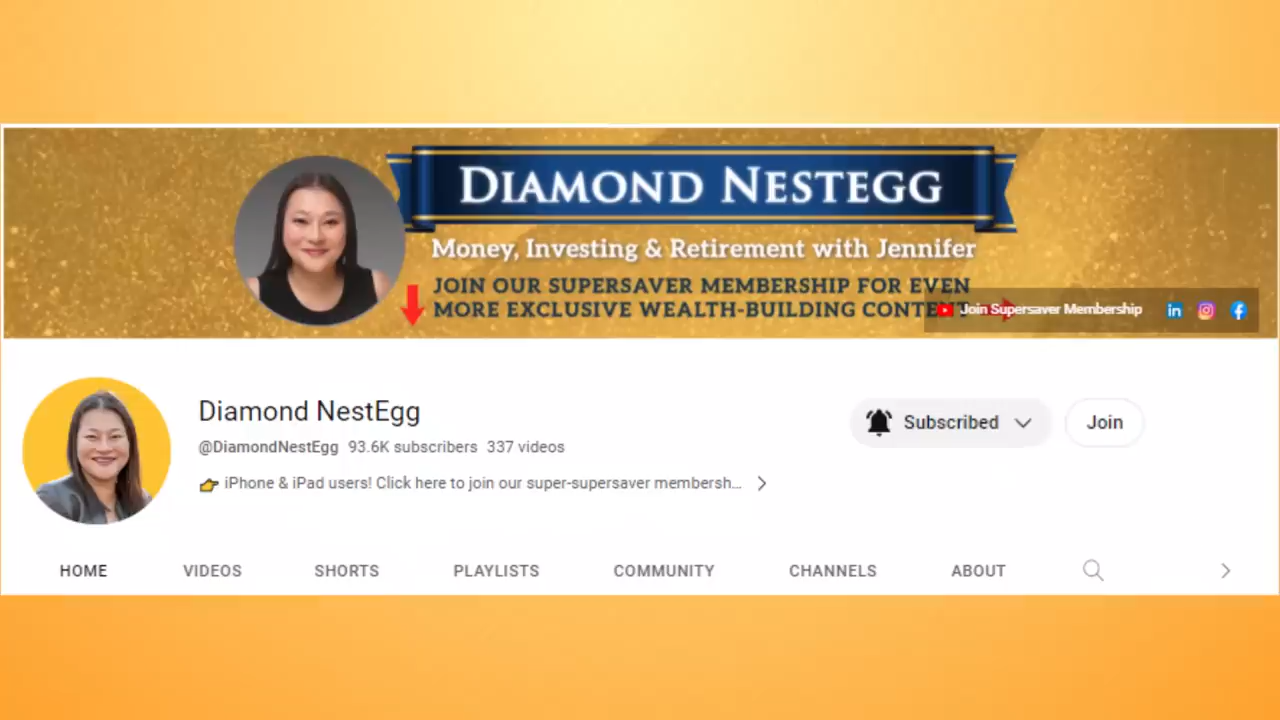 DIAMOND NESTEGG
Money, Investing & Retirement with Jennifer
JOIN OUR SUPERSAVER MEMBERSHIP FOR EVEN
MORE EXCLUSIVE WEALTH-BUILDING CONTENT
Join Supersaver Membership
Diamond NestEgg
@DiamondNestEgg 93.6K subscribers 337 videos
Subscribed
Join
iPhone & iPad users! Click here to join our super-supersaver membersh...
HOME VIDEOS SHORTS PLAYLISTS COMMUNITY CHANNELS ABOUT